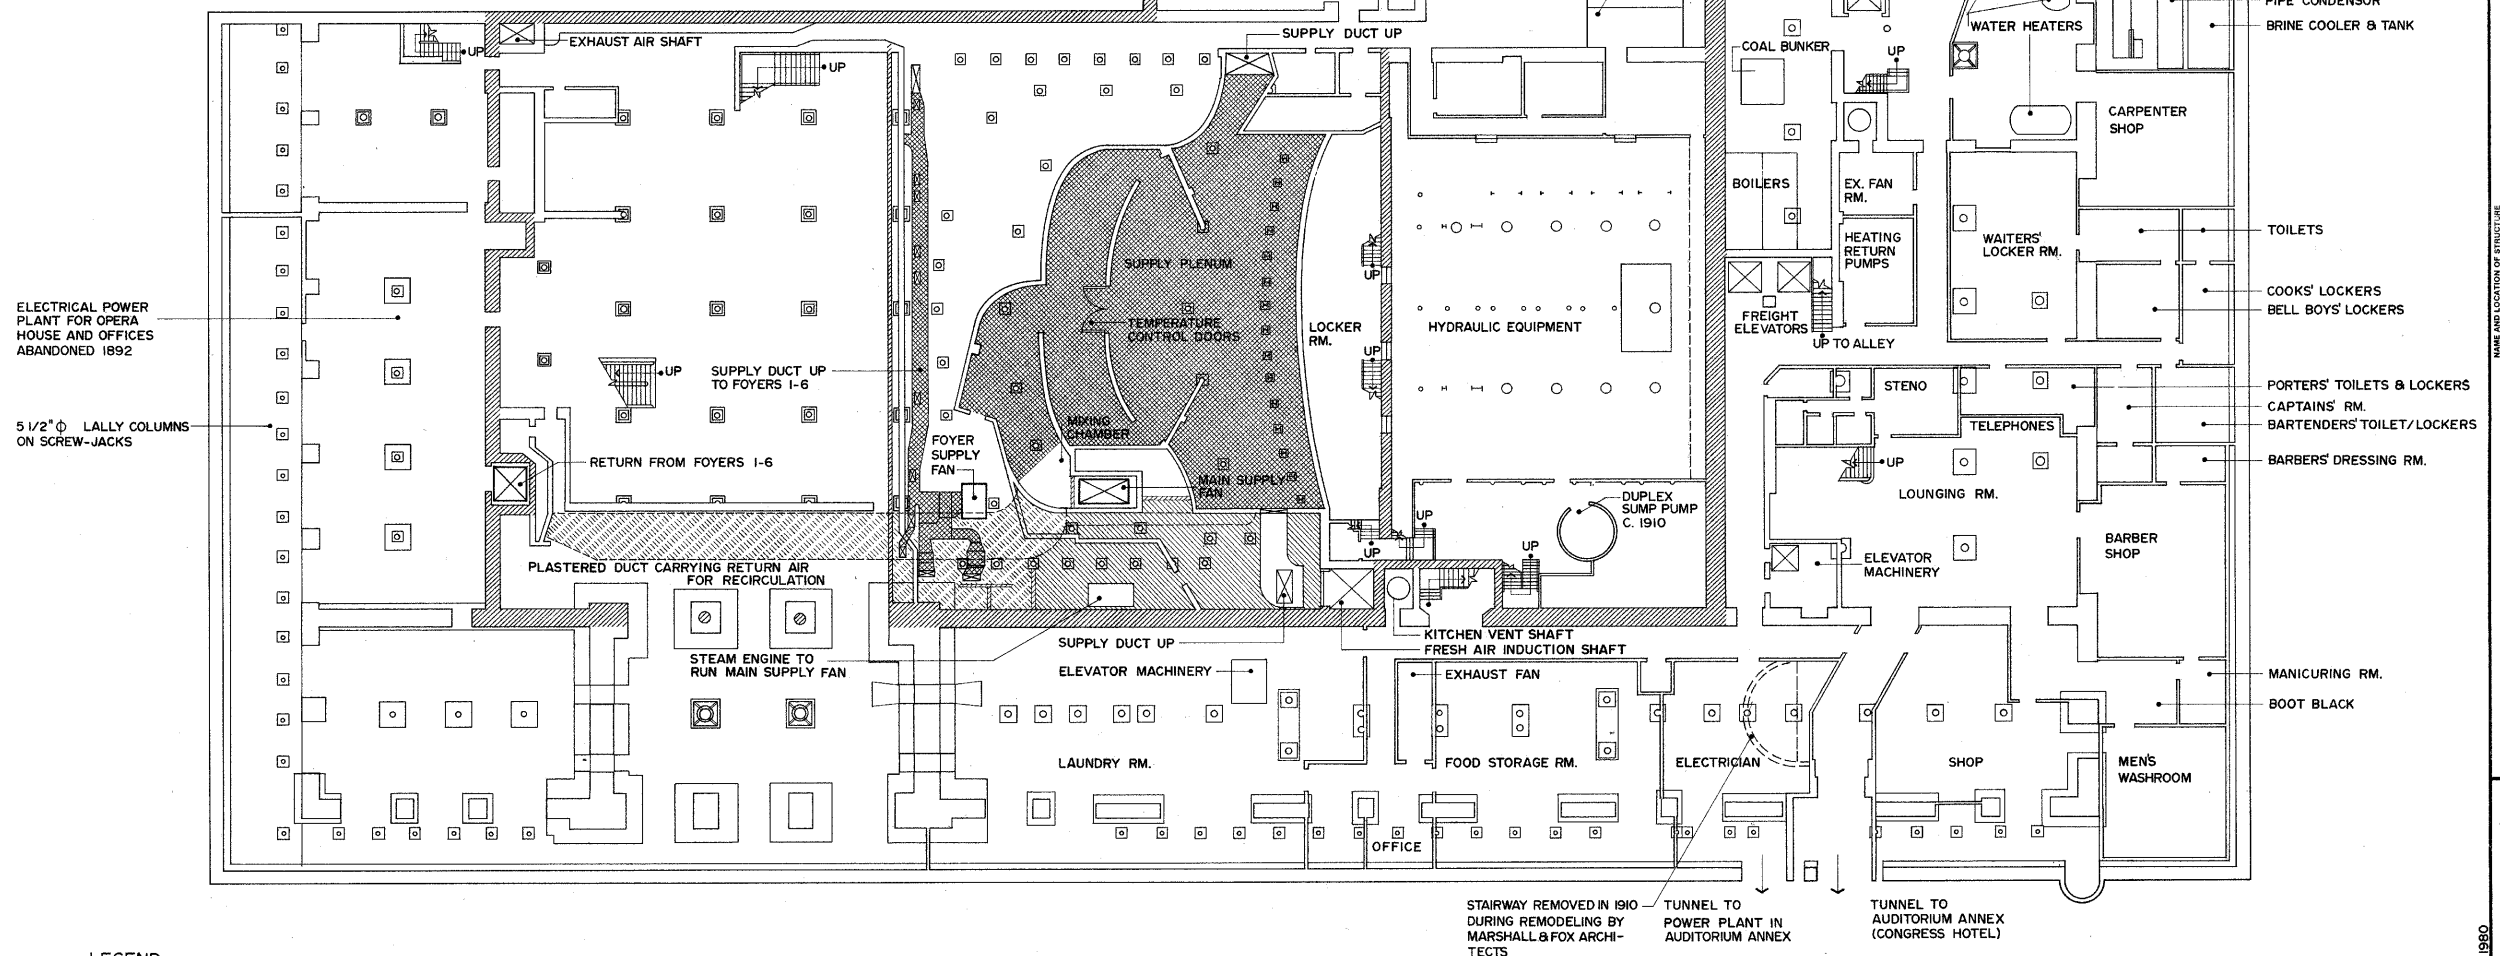 PIPE CONDENSOR
BRINE COOLER & TANK
WATER HEATERS
SUPPLY DUCT UP
EXHAUST AIR SHAFT
UP
UP
COAL BUNKER
UP
CARPENTER
SHOP
BOILERS
EX. FAN
RM.
HEATING
RETURN
PUMPS
WAITERS'
LOCKER RM.
TOILETS
COOKS' LOCKERS
BELL BOYS' LOCKERS
SUPPLY PLENUM
UP
ELECTRICAL POWER
PLANT FOR OPERA
HOUSE AND OFFICES
ABANDONED 1892
TEMPERATURE
CONTROL DOORS
LOCKER
RM.
HYDRAULIC EQUIPMENT
FREIGHT
ELEVATORS
UP TO ALLEY
UP
UP
SUPPLY DUCT UP
TO FOYERS 1-6
STENO
PORTERS' TOILETS & LOCKERS
CAPTAINS' RM.
BARTENDERS' TOILET/LOCKERS
TELEPHONES
5 1/2" ϕ LALLY COLUMNS
ON SCREW-JACKS
MIXING
CHAMBER
FOYER
SUPPLY
FAN
RETURN FROM FOYERS 1-6
UP
BARBERS' DRESSING RM.
MAIN SUPPLY
FAN
LOUNGING RM.
DUPLEX
SUMP PUMP
C. 1910
UP
UP
UP
BARBER
SHOP
ELEVATOR
MACHINERY
PLASTERED DUCT CARRYING RETURN AIR
FOR RECIRCULATION
SUPPLY DUCT UP
KITCHEN VENT SHAFT
FRESH AIR INDUCTION SHAFT
STEAM ENGINE TO
RUN MAIN SUPPLY FAN
ELEVATOR MACHINERY
EXHAUST FAN
MANICURING RM.
BOOT BLACK
LAUNDRY RM.
FOOD STORAGE RM.
ELECTRICIAN
SHOP
MEN'S
WASHROOM
OFFICE
STAIRWAY REMOVED IN 1910
DURING REMODELING BY
MARSHALL & FOX ARCHI-
TECTS
TUNNEL TO
POWER PLANT IN
AUDITORIUM ANNEX
TUNNEL TO
AUDITORIUM ANNEX
(CONGRESS HOTEL)
LEGEND
NAME AND LOCATION OF STRUCTURE
1980